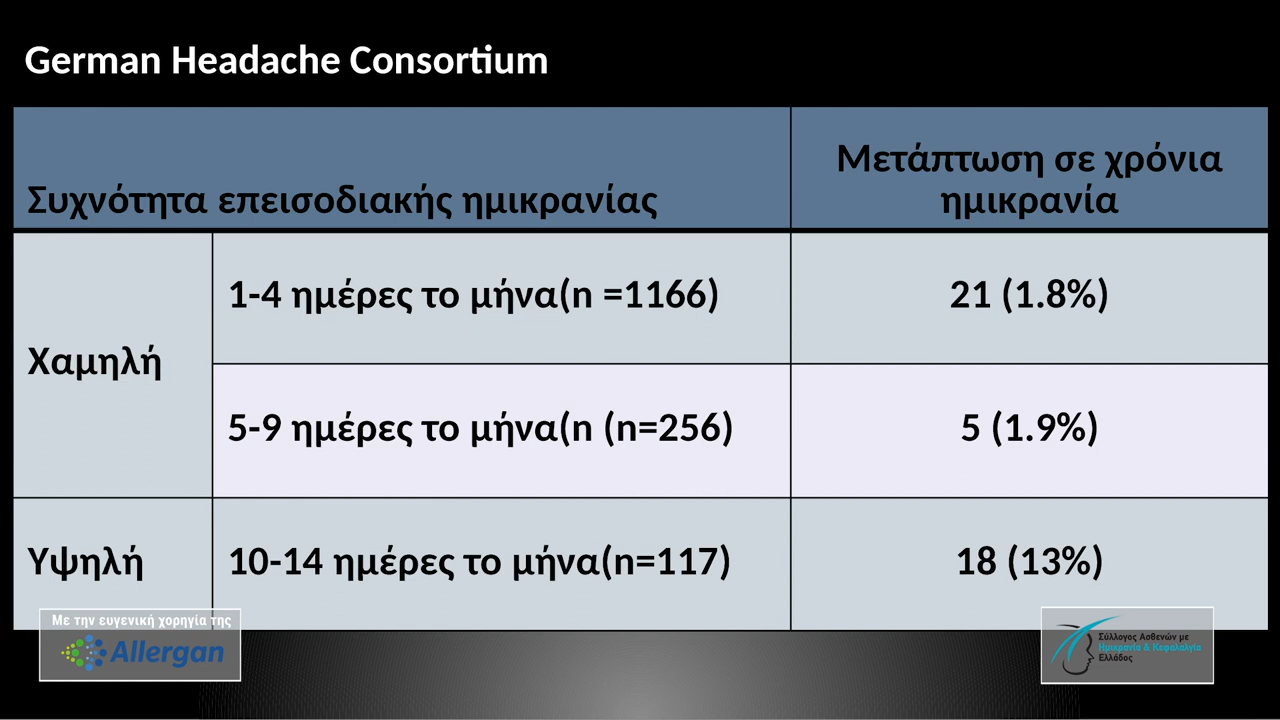 German Headache Consortium
Συχνότητα επεισοδιακής ημικρανίας
Μετάπτωση σε χρόνια
ημικρανία
Χαμηλή
1-4 ημέρες το μήνα(n =1166)
21 (1.8%)
5-9 ημέρες το μήνα(n (n=256)
5 (1.9%)
Υψηλή
10-14 ημέρες το μήνα(n=117)
18 (13%)
Με την ευγενική χορηγία της
Allergan
Σύλλογος Ασθενών με
Ημικρανία & Κεφαλαλγία
Ελλάδος